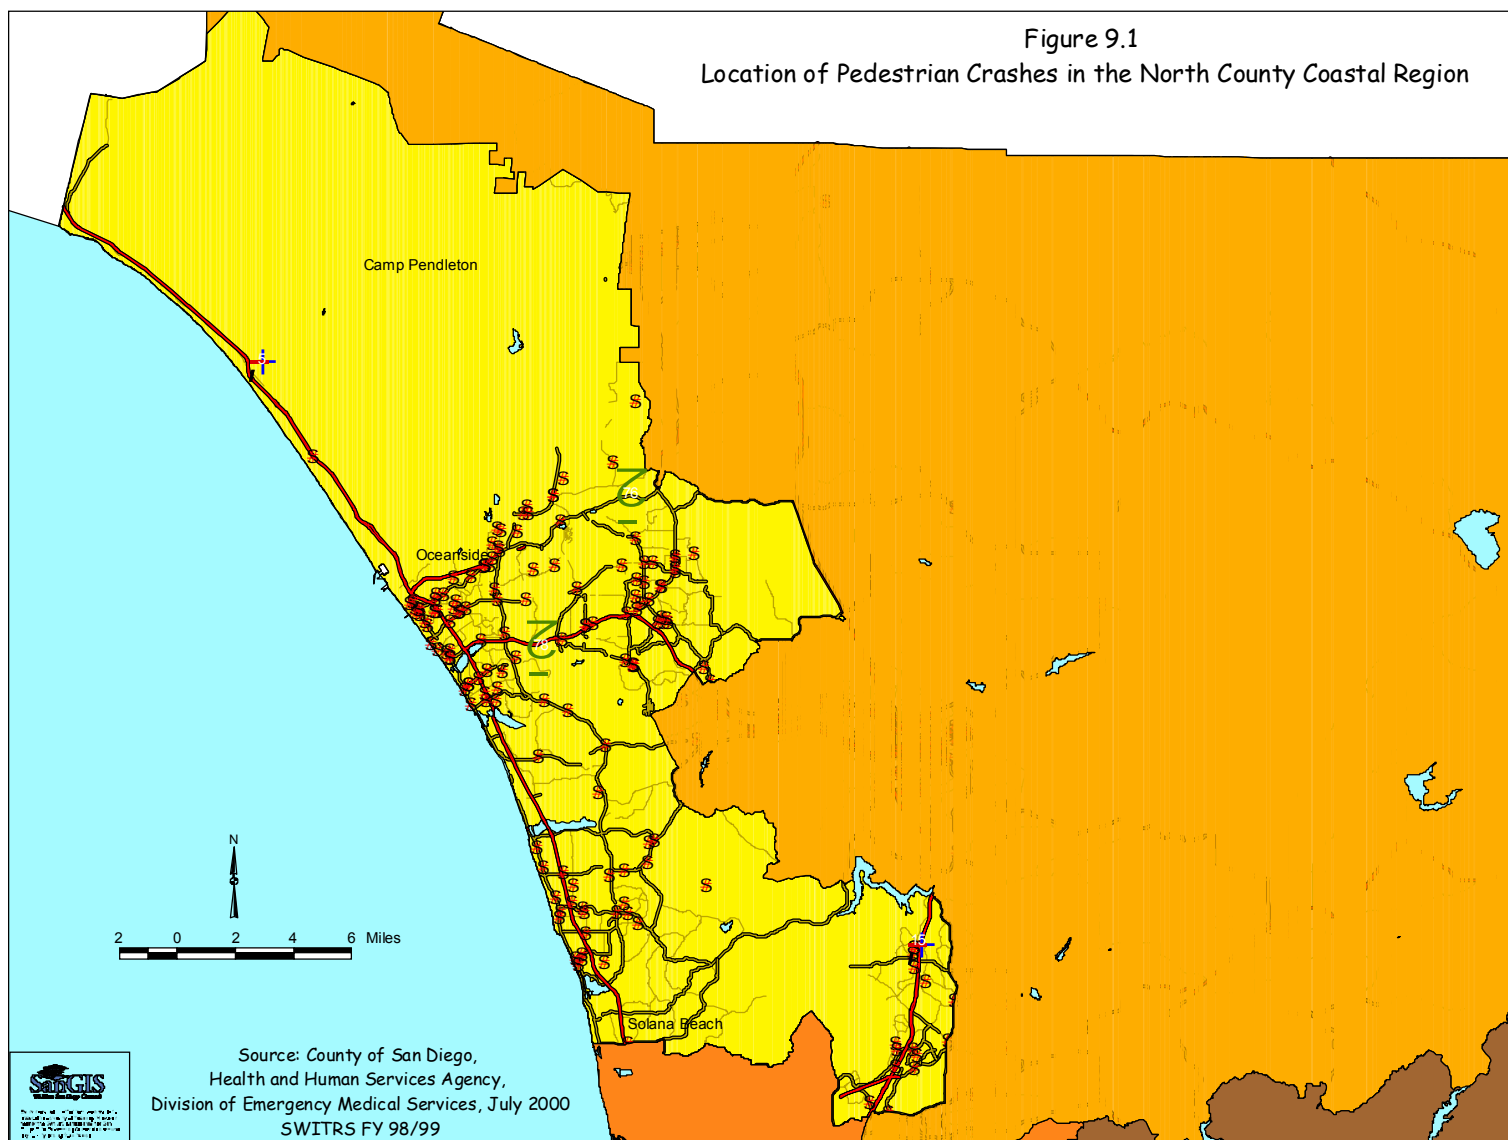 Figure 9.1
Location of Pedestrian Crashes in the North County Coastal Region
Camp Pendleton
Oceanside
76
78
N
2 0 2 4 6 Miles
Solana Beach
Source: County of San Diego,
Health and Human Services Agency,
Division of Emergency Medical Services, July 2000
SWITRS FY 98/99
SanGIS